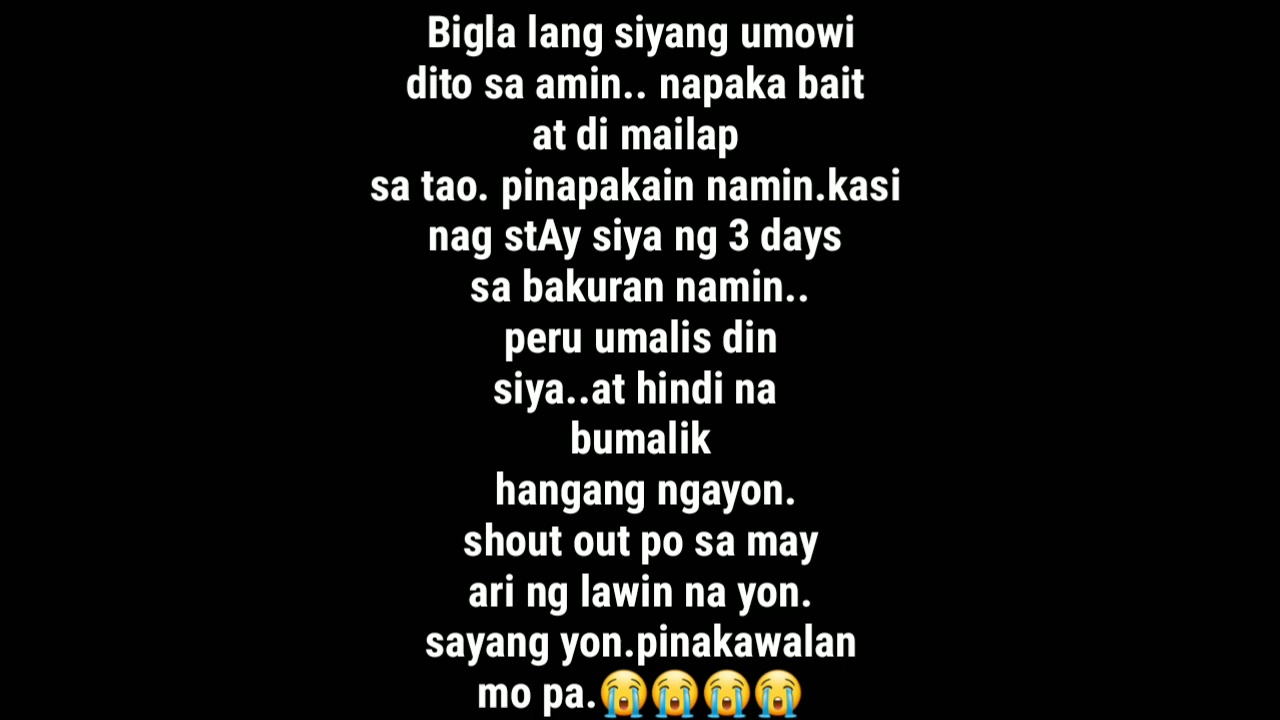 Bigla lang siyang umowi
dito sa amin.. napaka bait
at di mailap
sa tao. pinapakain namin.kasi
nag stAy siya ng 3 days
sa bakuran namin..
peru umalis din
siya..at hindi na
bumalik
hangang ngayon.
shout out po sa may
ari ng lawin na yon.
sayang yon.pinakawalan
mo pa.😭😭😭😭